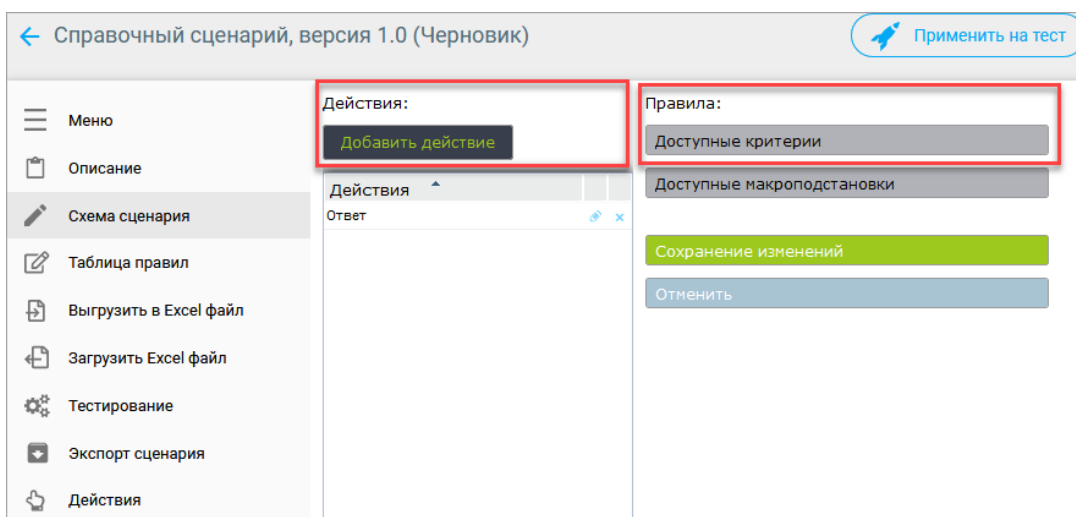 Справочный сценарий, версия 1.0 (Черновик)
Применить на тест
Меню
Описание
Схема сценария
Таблица правил
Выгрузить в Excel файл
Загрузить Excel файл
Тестирование
Экспорт сценария
Действия
Действия:
Добавить действие
Действия
Ответ
Правила:
Доступные критерии
Доступные макроподстановки
Сохранение изменений
Отменить